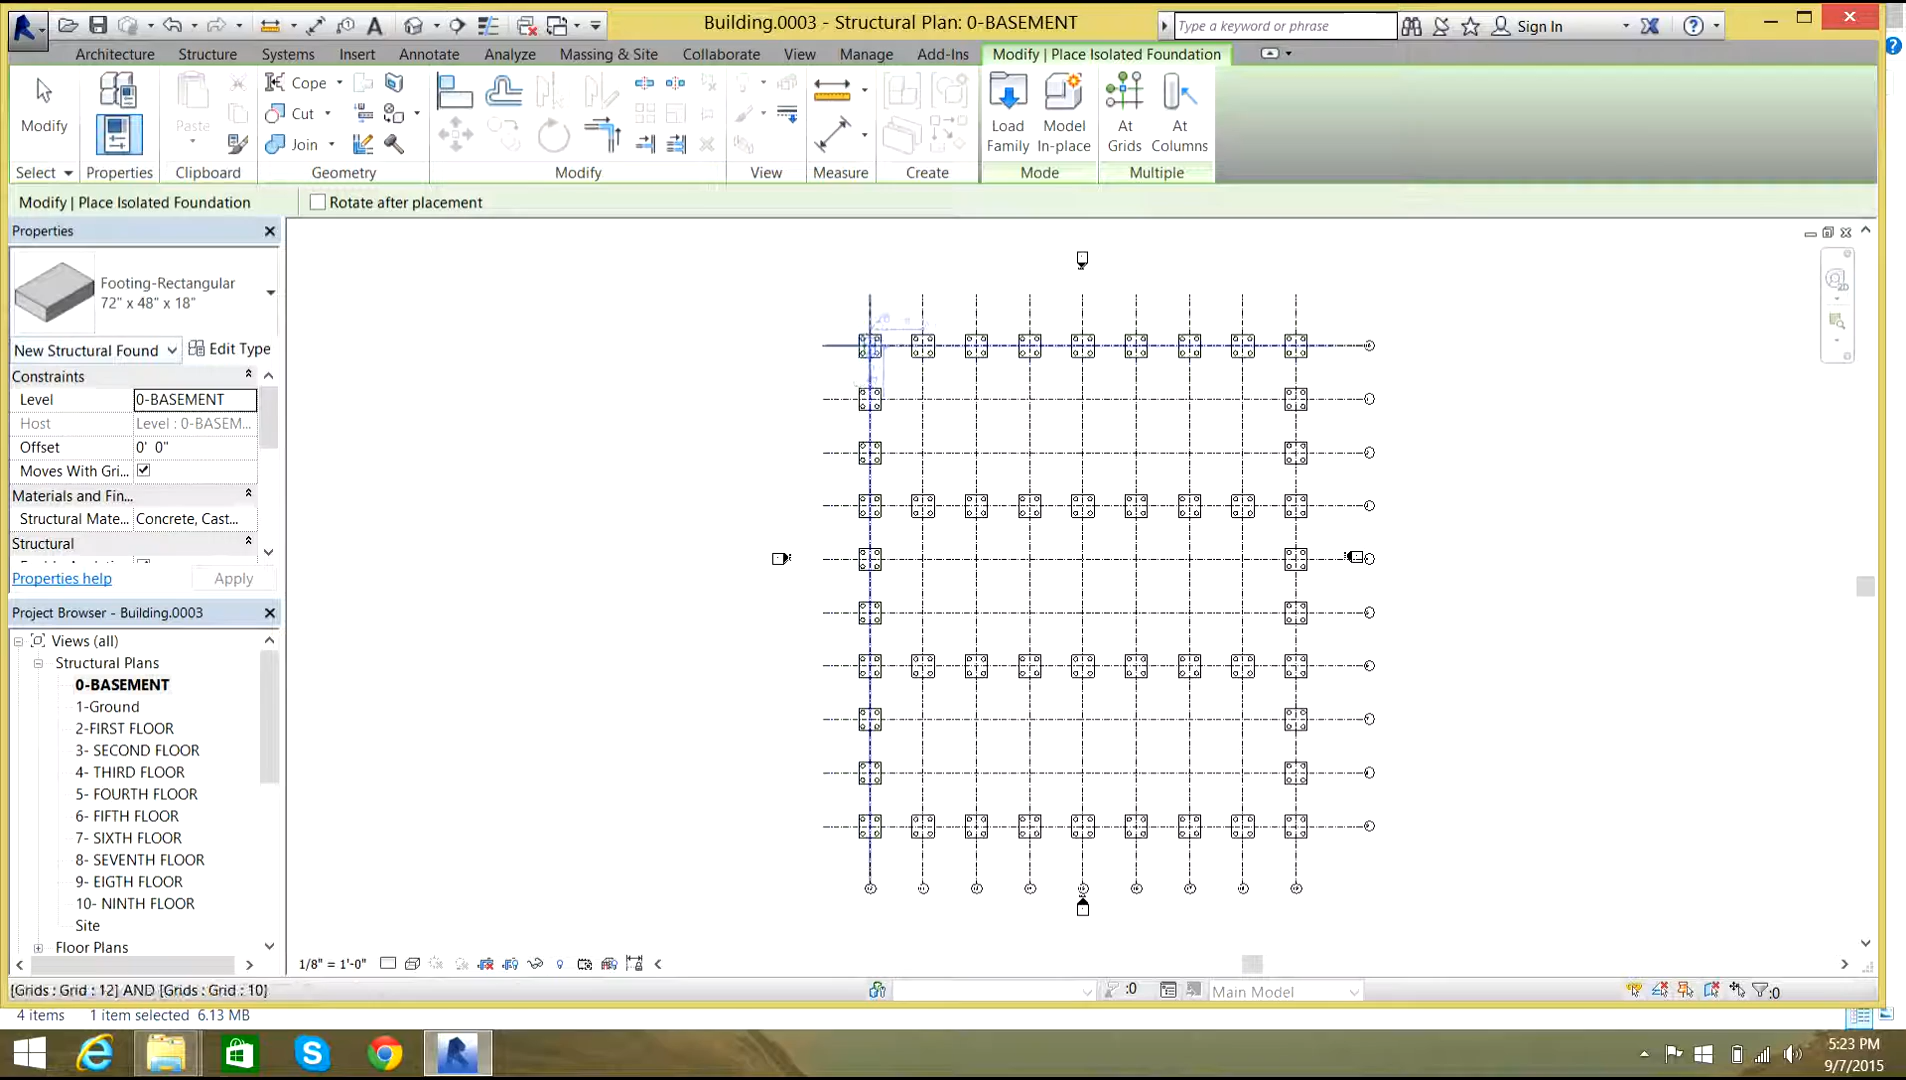 Building.0003 - Structural Plan: 0-BASEMENT
Type a keyword or phrase
Sign In
Architecture
Structure
Systems
Insert
Annotate
Analyze
Massing & Site
Collaborate
View
Manage
Add-Ins
Modify | Place Isolated Foundation
Modify
Paste
Cope
Cut
Join
Load
Family
Model
In-place
At
Grids
At
Columns
Select
Properties
Clipboard
Geometry
Modify
View
Measure
Create
Mode
Multiple
Modify | Place Isolated Foundation
Rotate after placement
Properties
Footing-Rectangular
72" x 48" x 18"
New Structural Found
Edit Type
Constraints
Level
0-BASEMENT
Host
Level : 0-BASEM...
Offset
0' 0"
Moves With Gri...
Materials and Fin...
Structural Mate...
Concrete, Cast...
Structural
Properties help
Apply
Project Browser - Building.0003
Views (all)
Structural Plans
0-BASEMENT
1-Ground
2-FIRST FLOOR
3- SECOND FLOOR
4- THIRD FLOOR
5- FOURTH FLOOR
6- FIFTH FLOOR
7- SIXTH FLOOR
8- SEVENTH FLOOR
9- EIGTH FLOOR
10- NINTH FLOOR
Site
Floor Plans
2D
1/8" = 1'-0"
[Grids : Grid : 12] AND [Grids : Grid : 10]
:0
Main Model
:0
4 items
1 item selected 6.13 MB
5:23 PM
9/7/2015